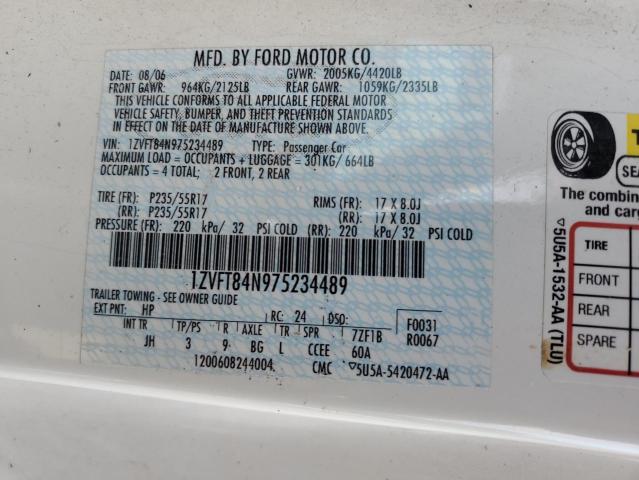 MFD. BY FORD MOTOR CO.
DATE: 08/06 GVWR: 2005KG/4420LB
FRONT GAWR: 964KG/2125LB REAR GAWR: 1059KG/2335LB
THIS VEHICLE CONFORMS TO ALL APPLICABLE FEDERAL MOTOR
VEHICLE SAFETY, BUMPER, AND THEFT PREVENTION STANDARDS
IN EFFECT ON THE DATE OF MANUFACTURE SHOWN ABOVE.
VIN: 1ZVFT84N975234489 TYPE: Passenger Car
MAXIMUM LOAD = OCCUPANTS + LUGGAGE = 301KG/ 664LB
OCCUPANTS = 4 TOTAL; 2 FRONT, 2 REAR
TIRE (FR): P235/55R17 RIMS (FR): 17 X 8.0J
(RR): P235/55R17 (RR): 17 X 8.0J
PRESSURE (FR): 220 kPa/ 32 PSI COLD (RR): 220 kPa/ 32 PSI COLD
1ZVFT84N975234489
TRAILER TOWING - SEE OWNER GUIDE
EXT PNT: HP RC: 24 DSO: F0031
INT TR TP/PS R AXLE TR SPR 7ZF1B R0067
JH 3 9 BG L CCEE 60A
1200608244004 CMC ▽5U5A-5420472-AA
▽5U5A-1532-AA (TLU)
The combin
and car
TIRE
FRONT
REAR
SPARE